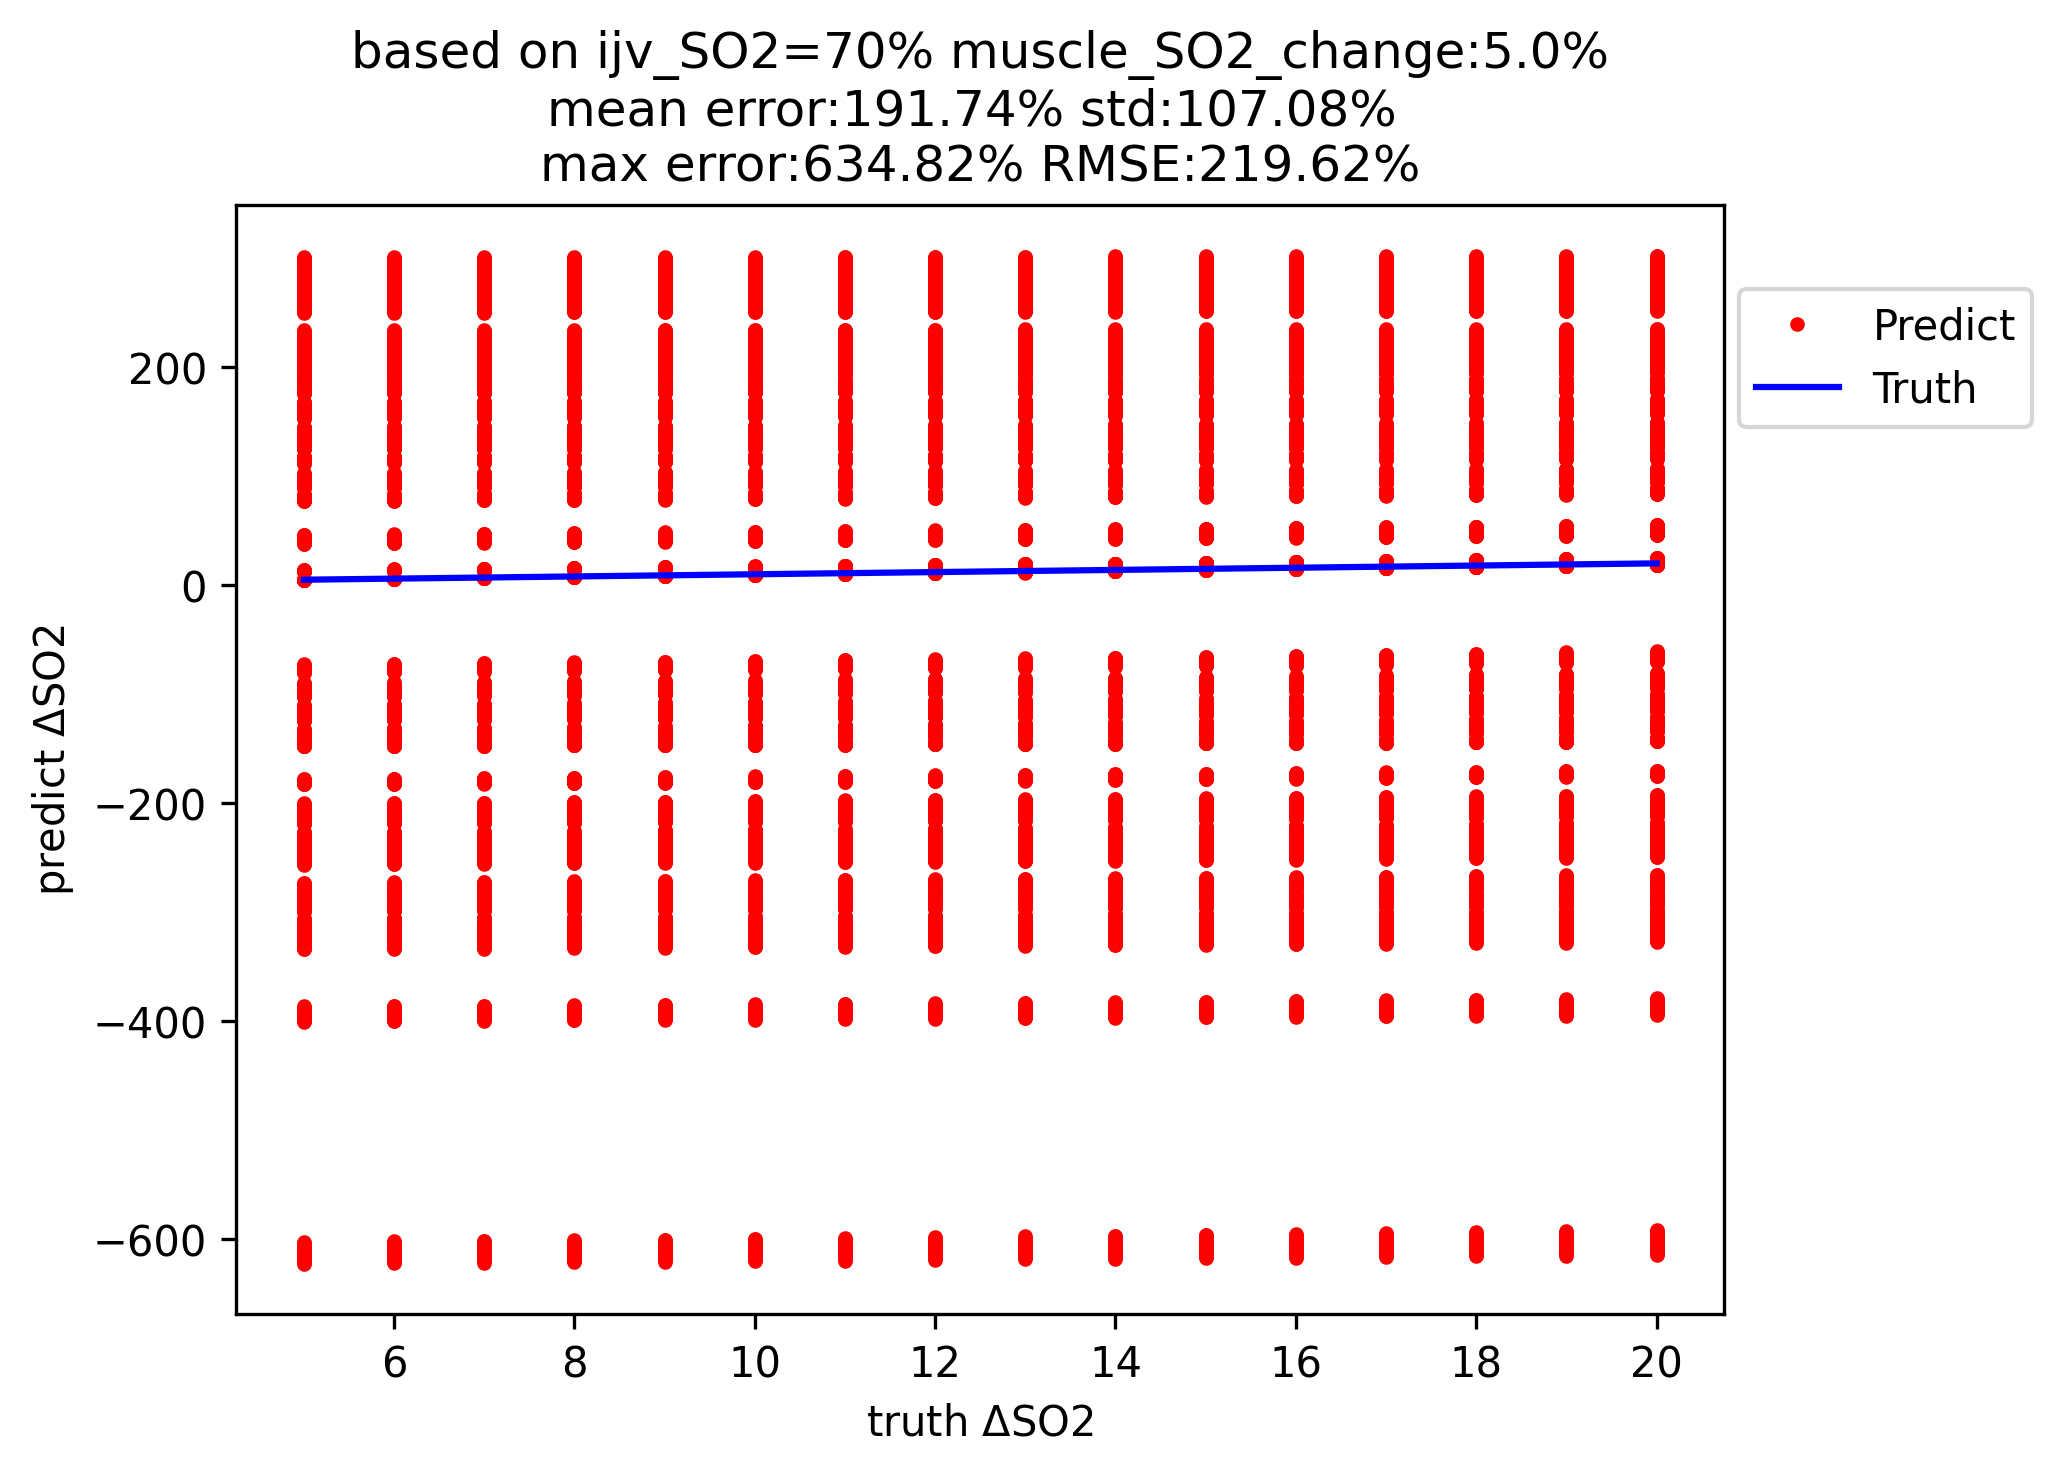 based on ijv_SO2=70% muscle_SO2_change:5.0%
mean error:191.74% std:107.08%
max error:634.82% RMSE:219.62%
Predict
Truth
200
0
−200
−400
−600
predict ΔSO2
6 8 10 12 14 16 18 20
truth ΔSO2